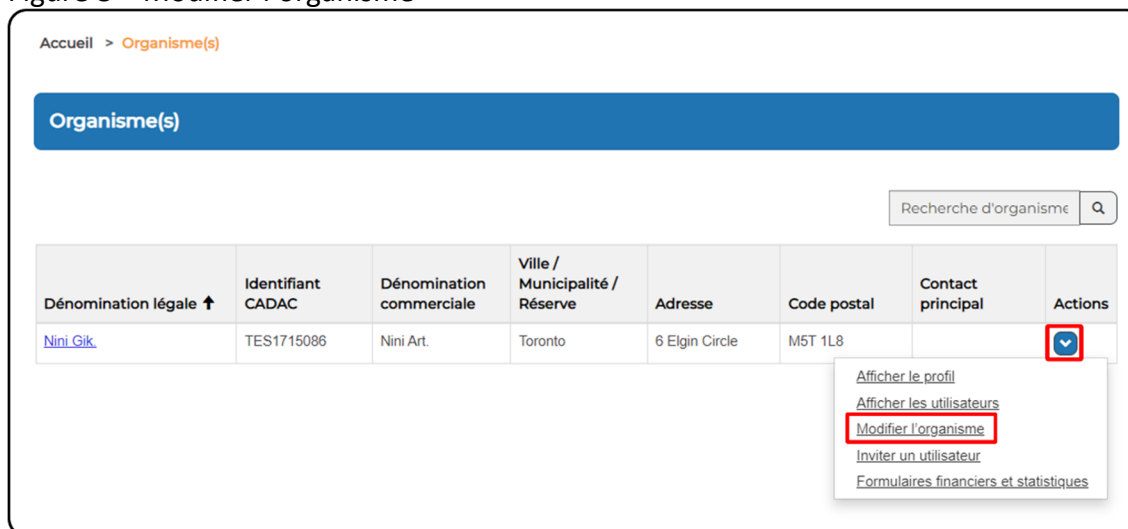 Accueil > Organisme(s)
Organisme(s)
Recherche d'organisme
Dénomination légale ↑ Identifiant CADAC Dénomination commerciale Ville / Municipalité / Réserve Adresse Code postal Contact principal Actions
Nini Gik. TES1715086 Nini Art. Toronto 6 Elgin Circle M5T 1L8
Afficher le profil
Afficher les utilisateurs
Modifier l'organisme
Inviter un utilisateur
Formulaires financiers et statistiques